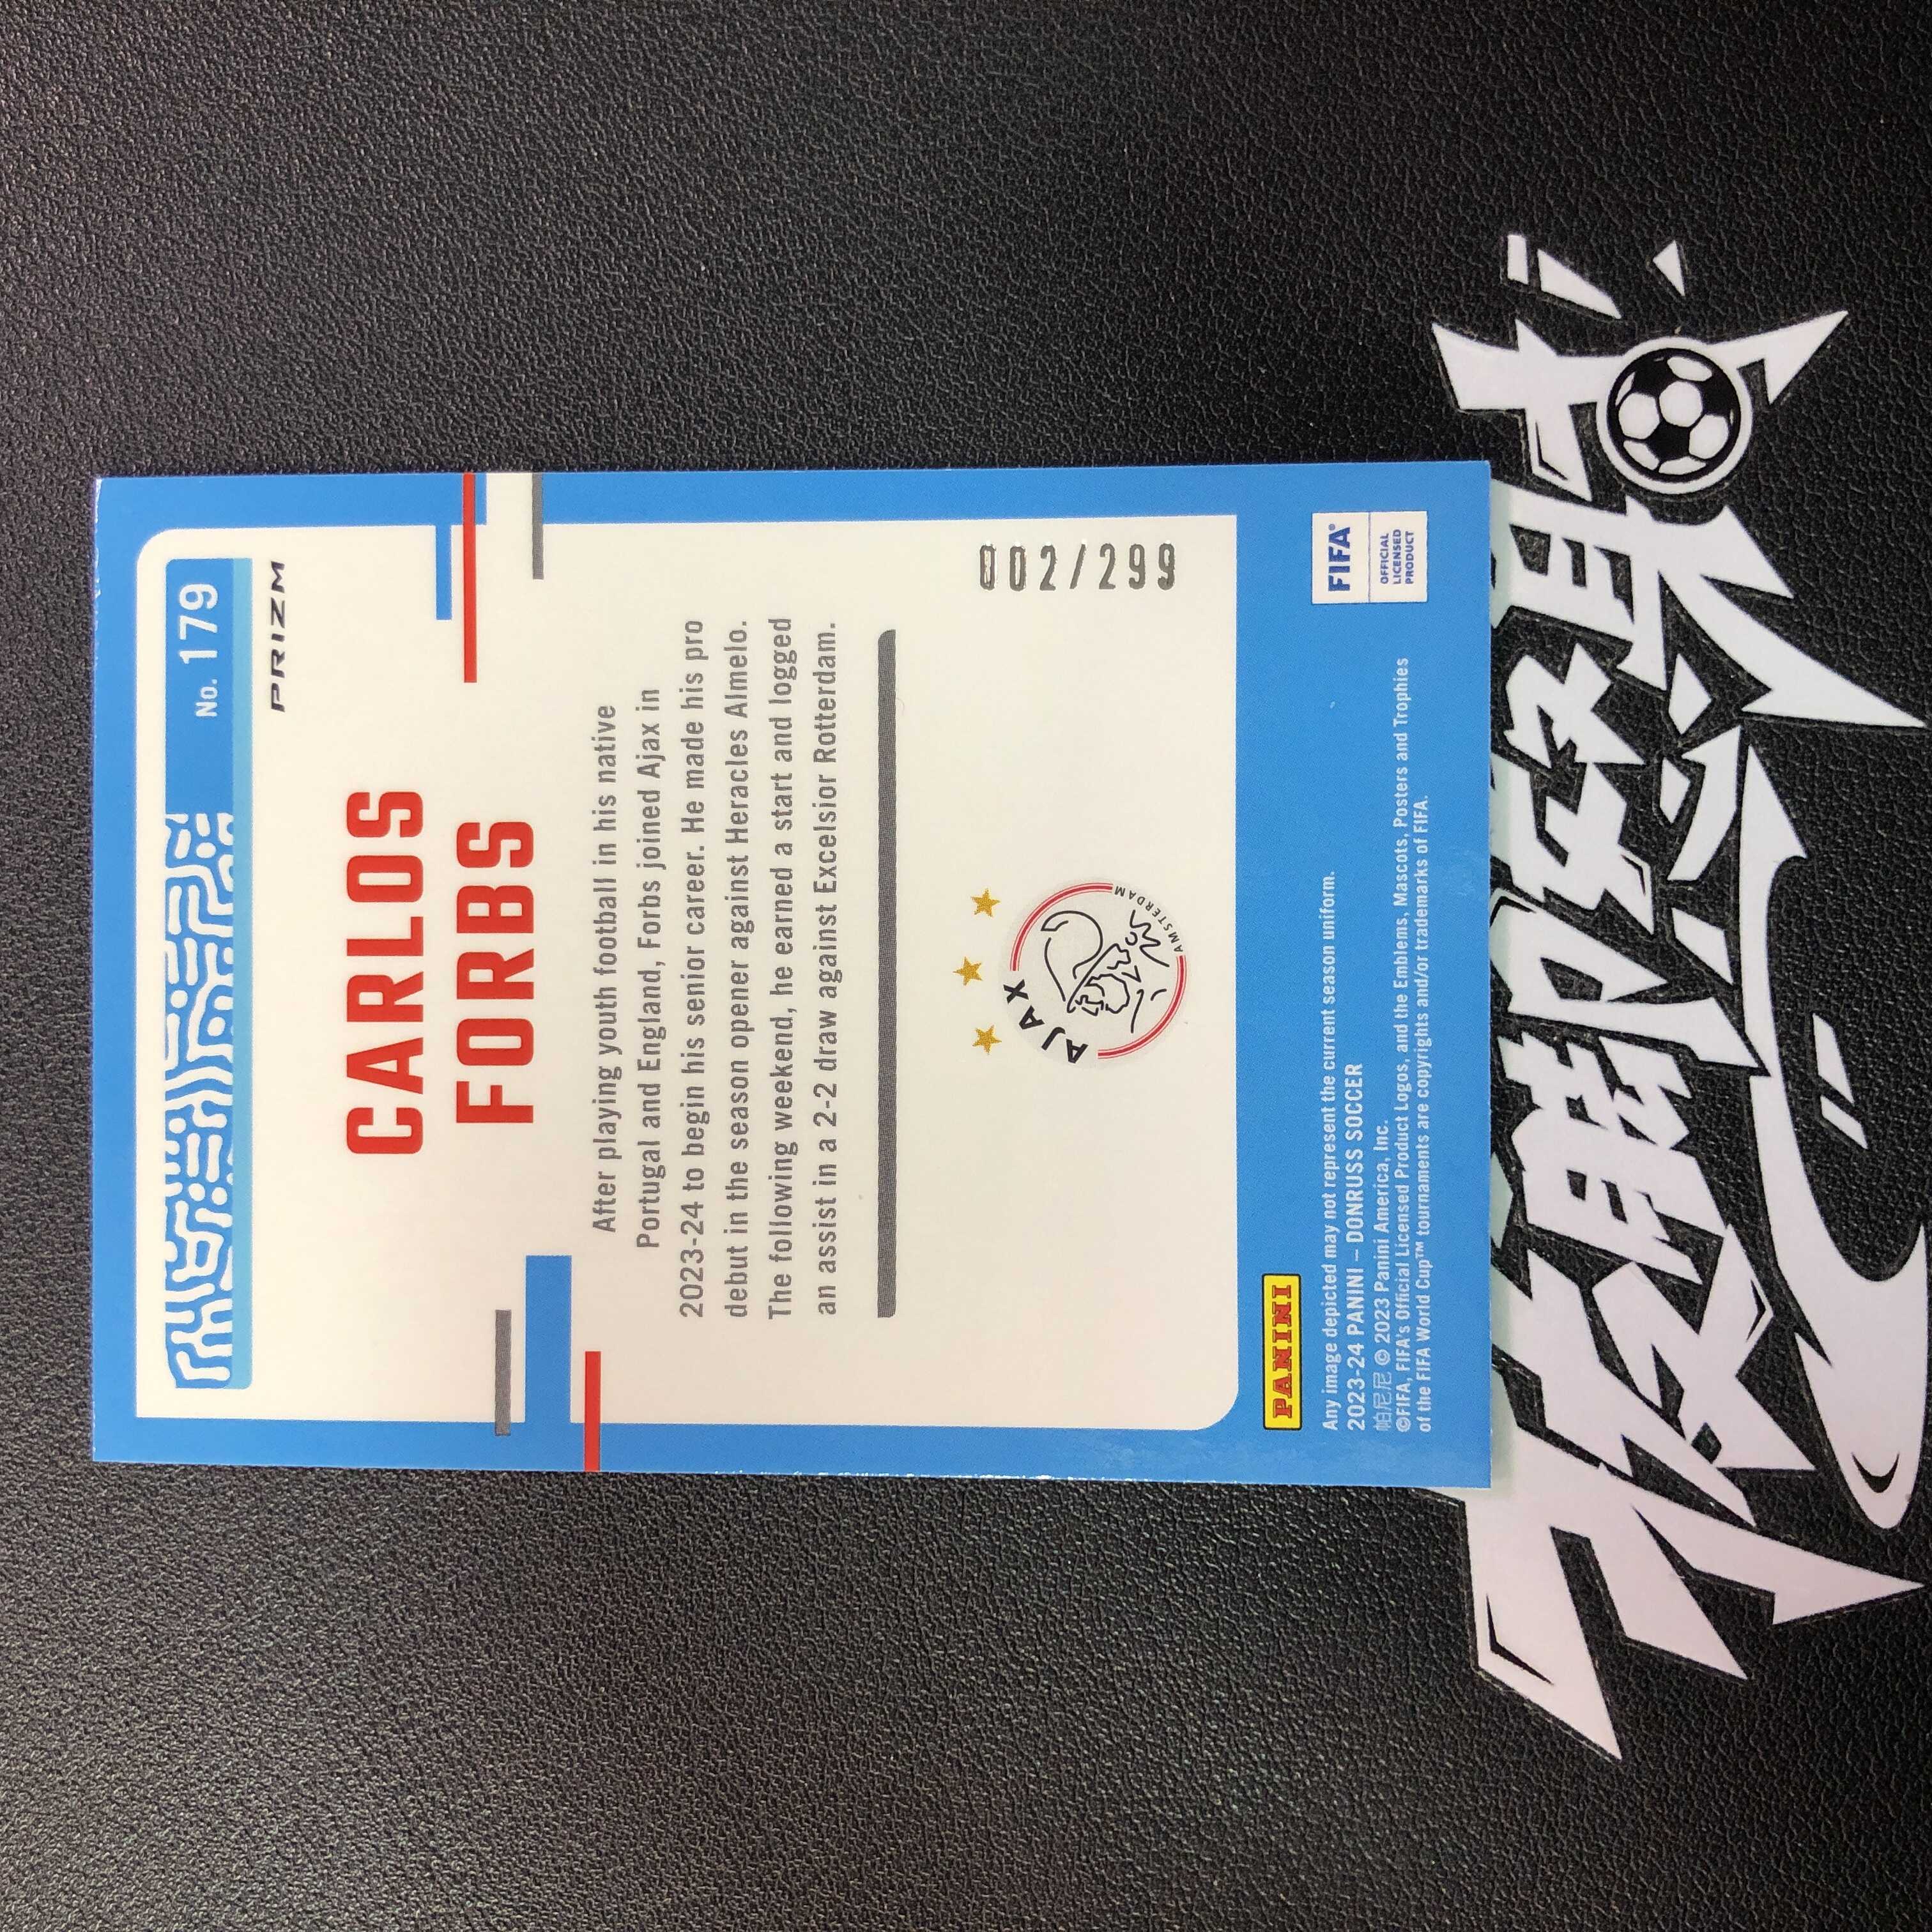 No. 179
PRIZM
CARLOS
FORBS
After playing youth football in his native
Portugal and England, Forbs joined Ajax in
2023-24 to begin his senior career. He made his pro
debut in the season opener against Heracles Almelo.
The following weekend, he earned a start and logged
an assist in a 2-2 draw against Excelsior Rotterdam.
002/299
AJAX
AMSTERDAM
PANINI
FIFA®
OFFICIAL
LICENSED
PRODUCT
Any image depicted may not represent the current season uniform.
2023-24 PANINI – DONRUSS SOCCER
帕尼尼 © 2023 Panini America, Inc.
©FIFA, FIFA's Official Licensed Product Logos, and the Emblems, Mascots, Posters and Trophies
of the FIFA World Cup™ tournaments are copyrights and/or trademarks of FIFA.